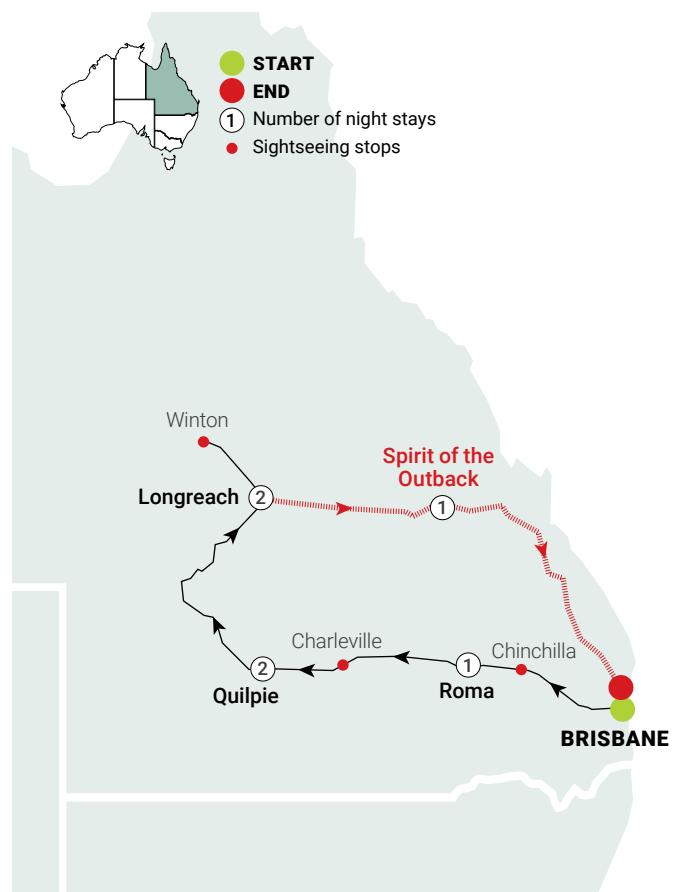 START
END
1 Number of night stays
Sightseeing stops
Winton
Longreach 2
Spirit of the
Outback
1
Charleville
Chinchilla
2
1
Quilpie
Roma
BRISBANE